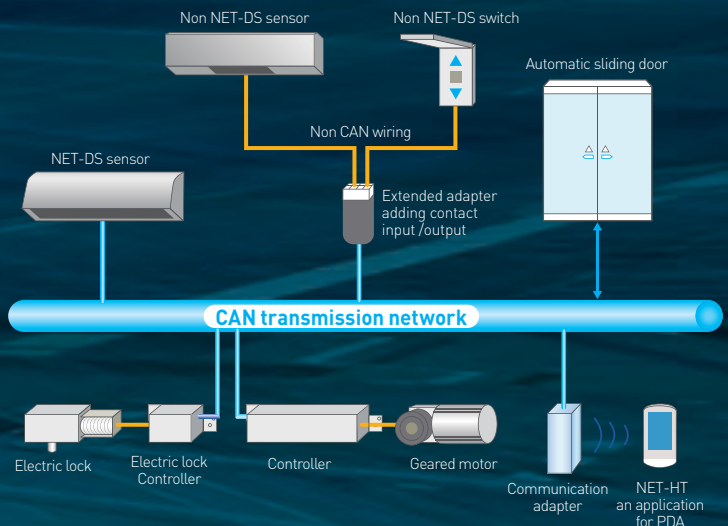 Non NET-DS sensor
Non NET-DS switch
Automatic sliding door
Non CAN wiring
NET-DS sensor
Extended adapter
adding contact
input /output
CAN transmission network
Electric lock
Electric lock
Controller
Controller
Geared motor
Communication
adapter
NET-HT
an application
for PDA